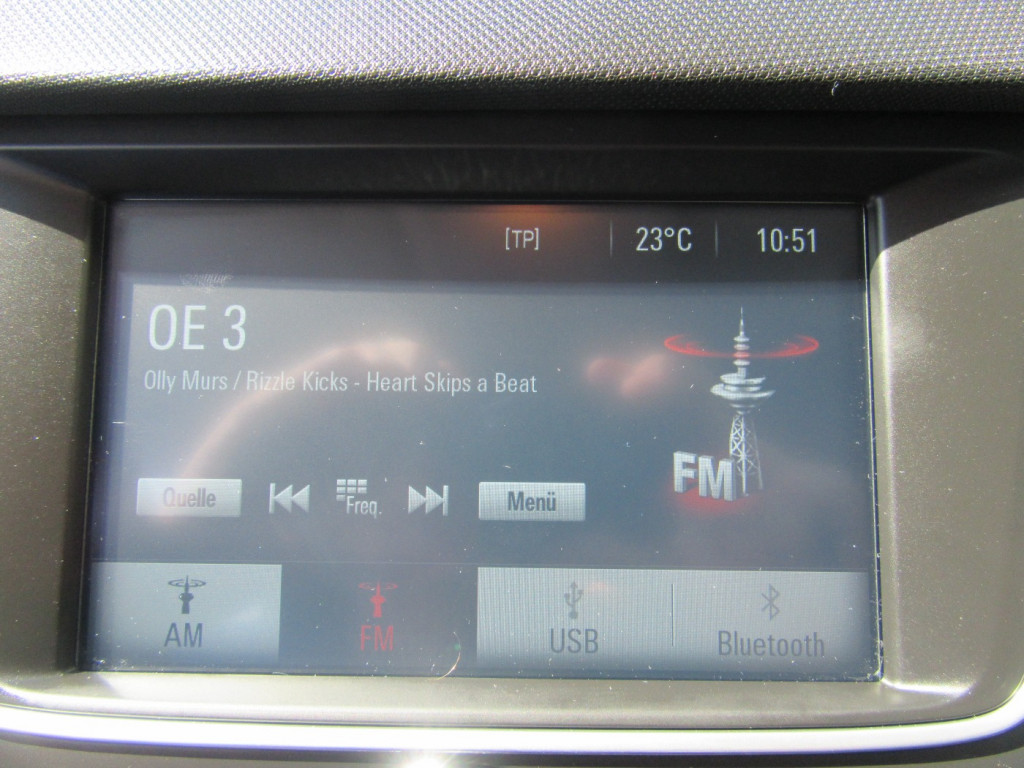 [TP] 23°C 10:51
OE 3
Olly Murs / Rizzle Kicks - Heart Skips a Beat
FM
Quelle Freq. Menü
AM FM USB Bluetooth